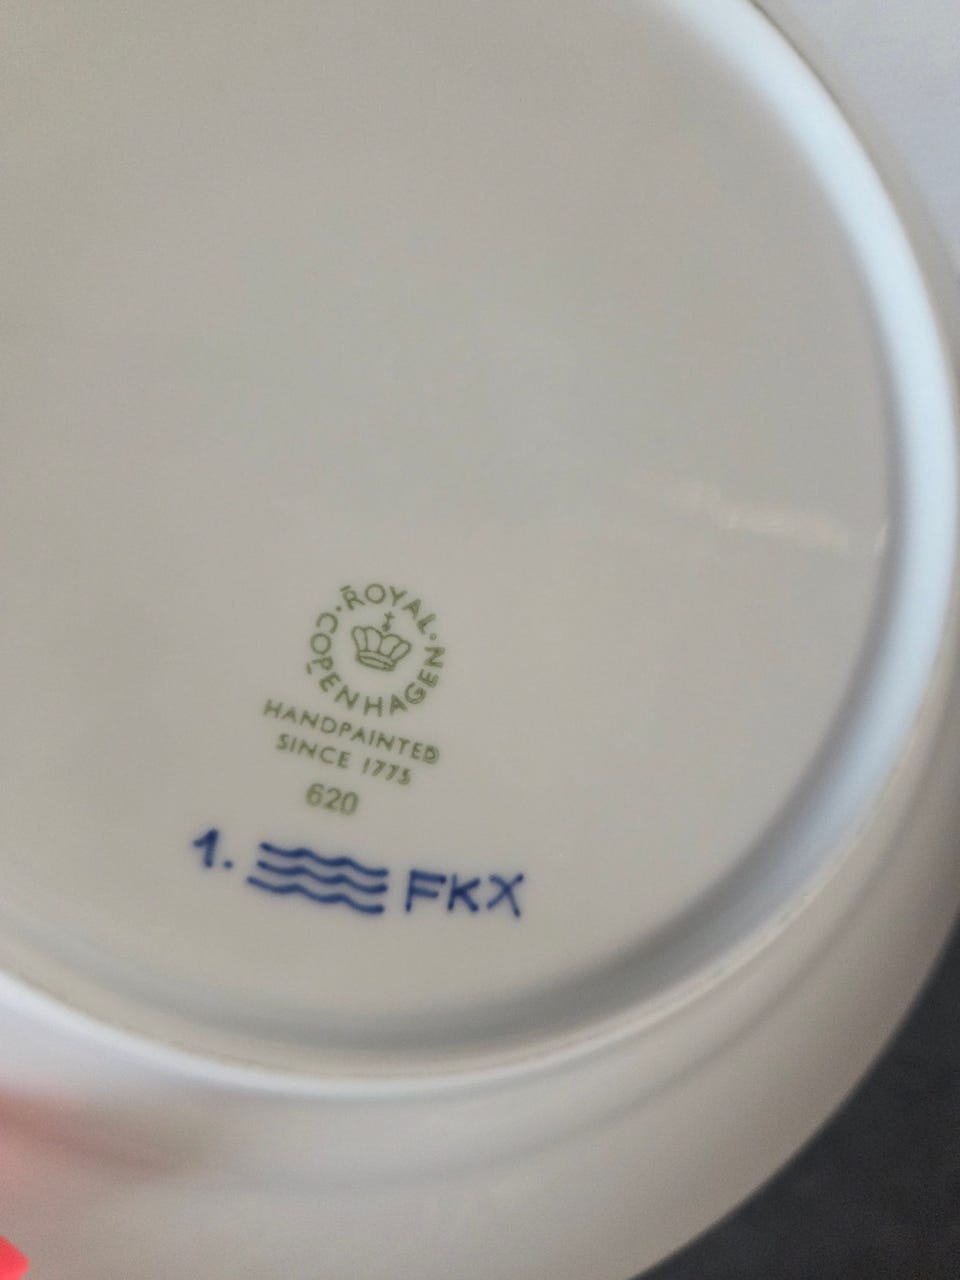 ROYAL
COPENHAGEN
HANDPAINTED
SINCE 1775
620
1. FKX